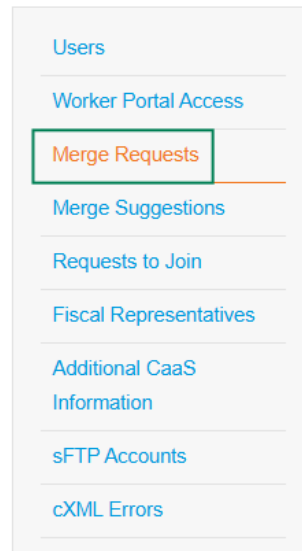 Users
Worker Portal Access
Merge Requests
Merge Suggestions
Requests to Join
Fiscal Representatives
Additional CaaS
Information
sFTP Accounts
cXML Errors